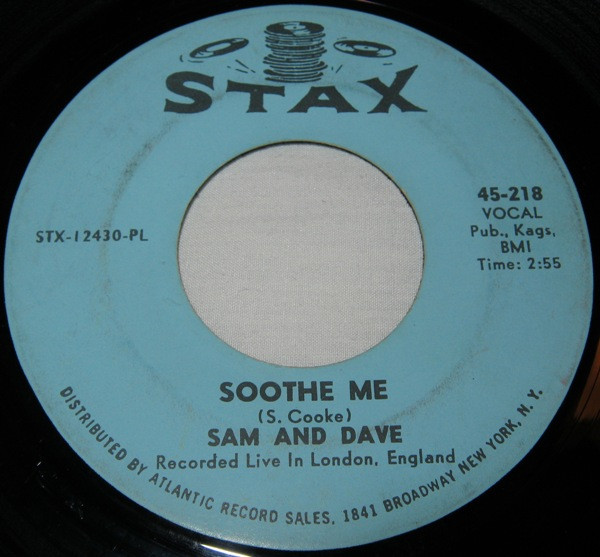 STAX
45-218
VOCAL
Pub., Kags,
BMI
Time: 2:55
STX-12430-PL
SOOTHE ME
(S. Cooke)
SAM AND DAVE
Recorded Live In London, England
DISTRIBUTED BY ATLANTIC RECORD SALES, 1841 BROADWAY NEW YORK, N. Y.